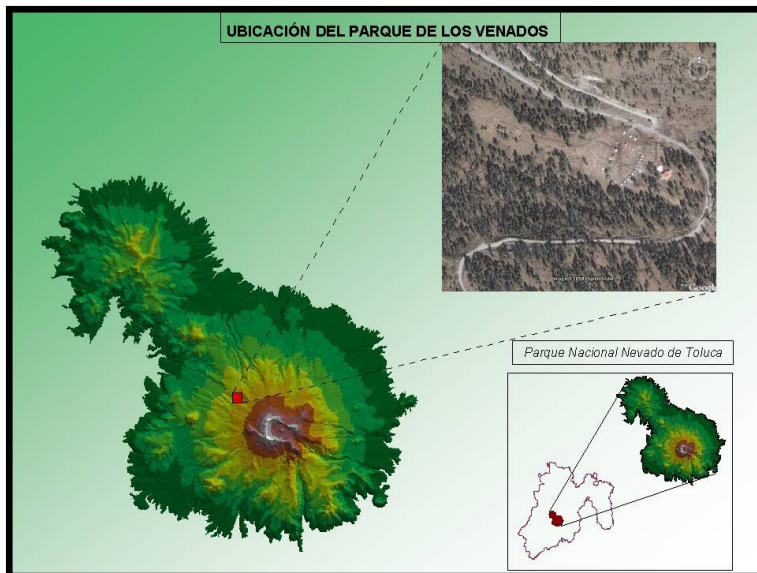 UBICACIÓN DEL PARQUE DE LOS VENADOS
Google
Parque Nacional Nevado de Toluca